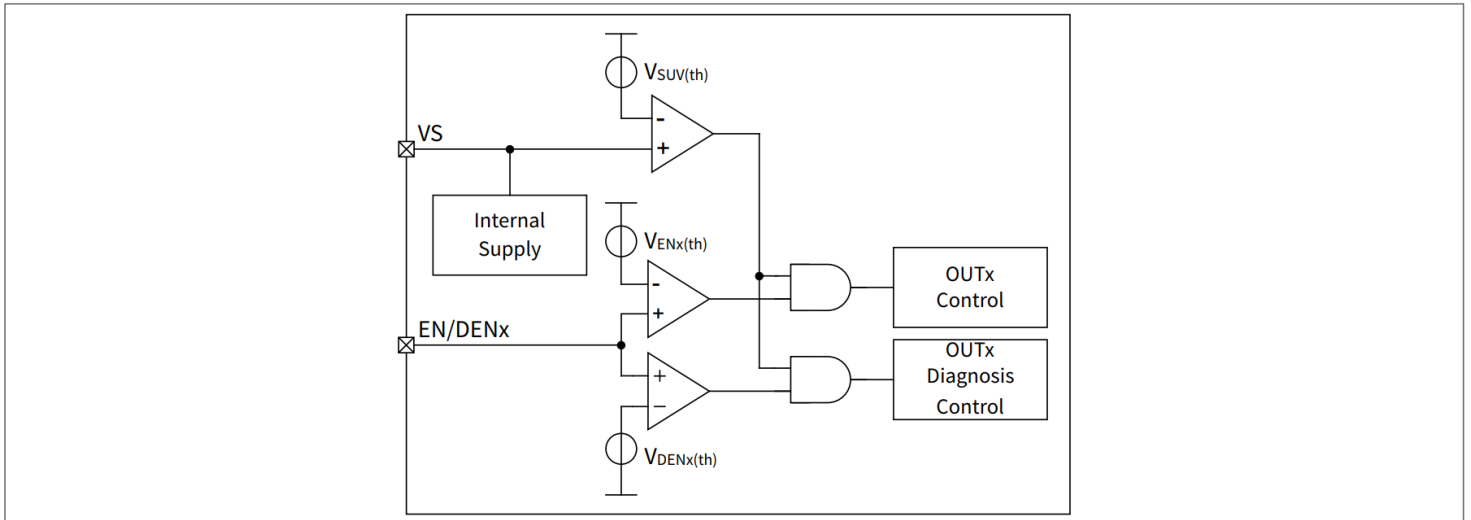 VSUV(th)
-
+
VS
Internal
Supply
VENx(th)
-
+
OUTx
Control
EN/DENx
+
−
OUTx
Diagnosis
Control
VDENx(th)